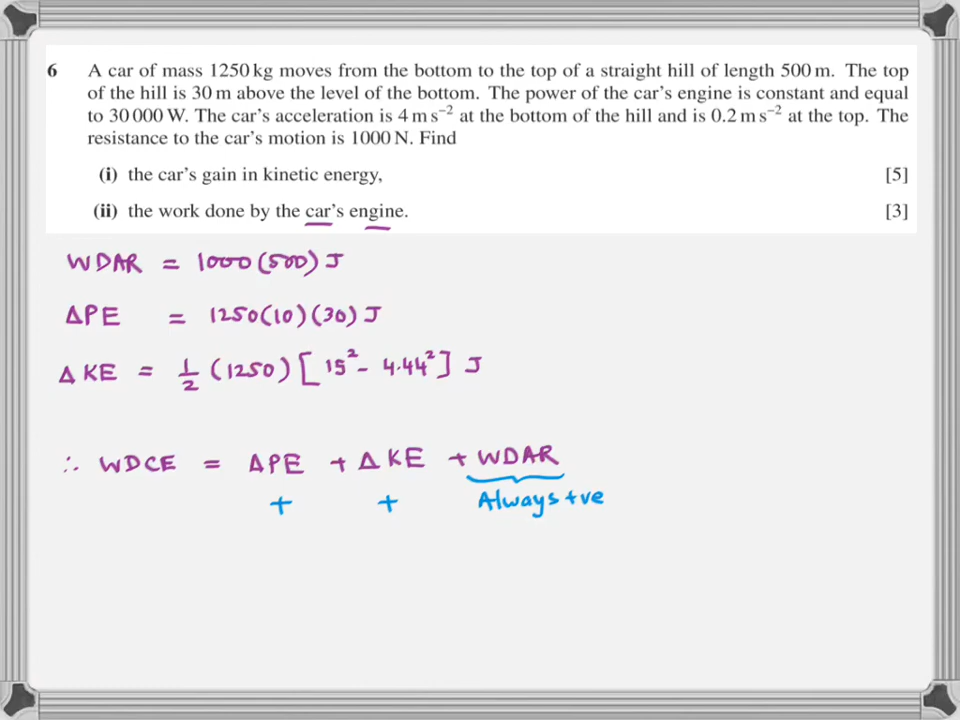 6 A car of mass 1250 kg moves from the bottom to the top of a straight hill of length 500 m. The top
of the hill is 30 m above the level of the bottom. The power of the car's engine is constant and equal
to 30 000 W. The car's acceleration is 4 m s⁻² at the bottom of the hill and is 0.2 m s⁻² at the top. The
resistance to the car's motion is 1000 N. Find
(i) the car's gain in kinetic energy, [5]
(ii) the work done by the car's engine. [3]
WDAR = 1000(500) J
ΔPE = 1250(10)(30) J
Δ KE = 1/2 (1250) [ 15² - 4.44² ] J
∴ WDCE = ΔPE + Δ KE + WDAR
+ + Always +ve